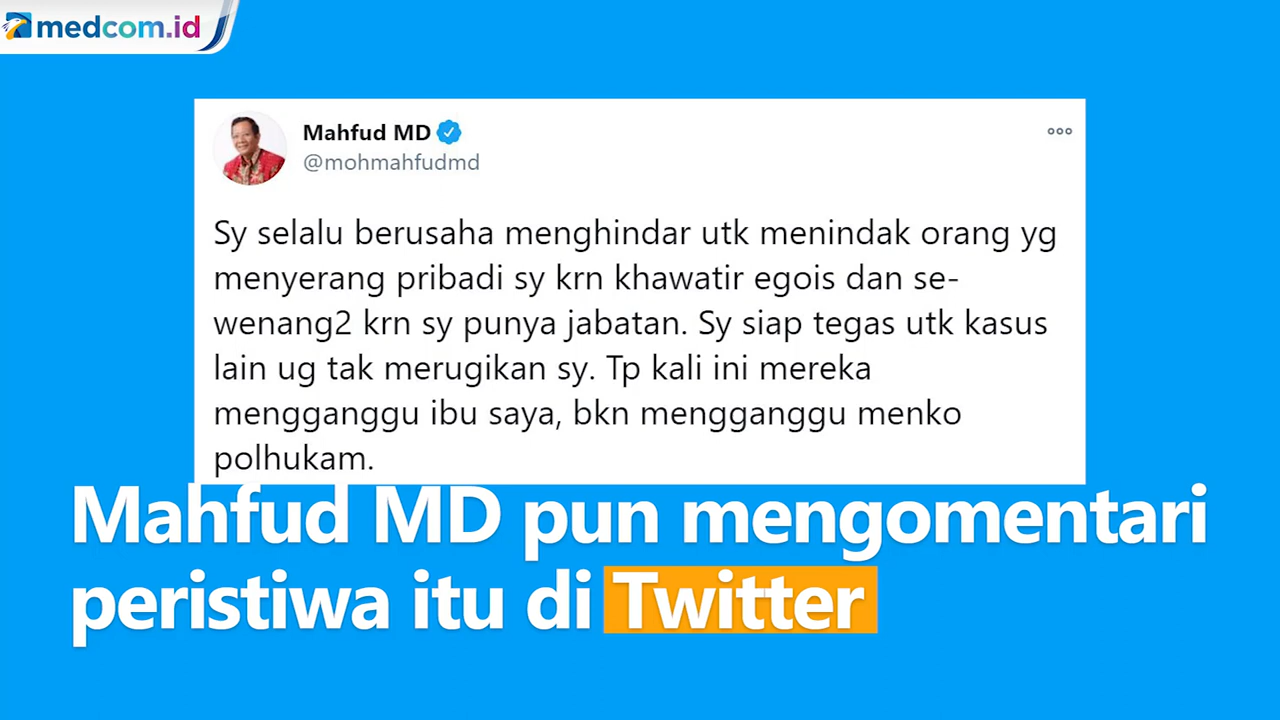 medcom.id
Mahfud MD
@mohmahfudmd
Sy selalu berusaha menghindar utk menindak orang yg
menyerang pribadi sy krn khawatir egois dan se-
wenang2 krn sy punya jabatan. Sy siap tegas utk kasus
lain ug tak merugikan sy. Tp kali ini mereka
mengganggu ibu saya, bkn mengganggu menko
polhukam.
Mahfud MD pun mengomentari
peristiwa itu di Twitter